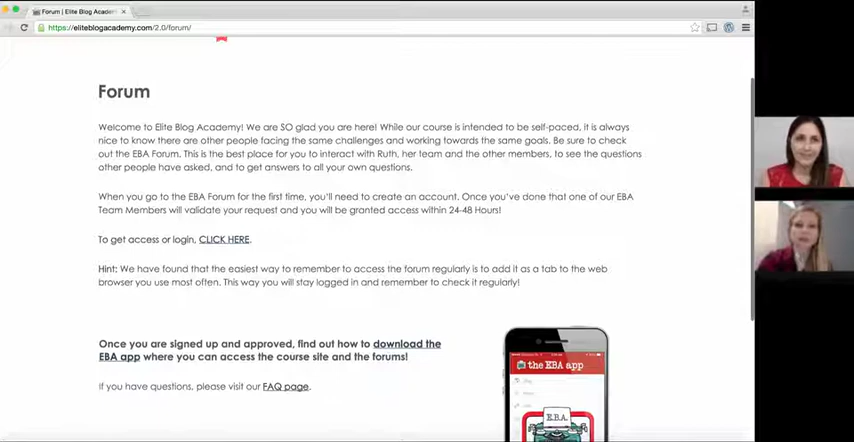 Forum | Elite Blog Academ
https://eliteblogacademy.com/2.0/forum/
Forum
Welcome to Elite Blog Academy! We are SO glad you are here! While our course is intended to be self-paced, it is always
nice to know there are other people facing the same challenges and working towards the same goals. Be sure to check
out the EBA Forum. This is the best place for you to interact with Ruth, her team and the other members, to see the questions
other people have asked, and to get answers to all your own questions.
When you go to the EBA Forum for the first time, you'll need to create an account. Once you've done that one of our EBA
Team Members will validate your request and you will be granted access within 24-48 Hours!
To get access or login, CLICK HERE.
Hint: We have found that the easiest way to remember to access the forum regularly is to add it as a tab to the web
browser you use most often. This way you will stay logged in and remember to check it regularly!
Once you are signed up and approved, find out how to download the
EBA app where you can access the course site and the forums!
If you have questions, please visit our FAQ page.
the EBA app
E.B.A.